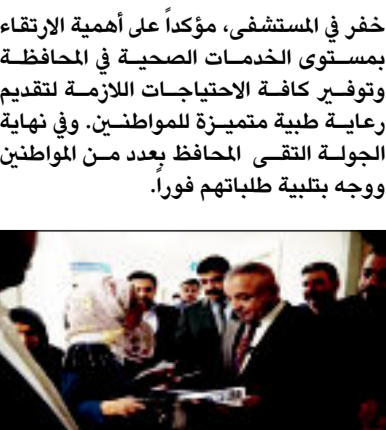 خفر في المستشفى، مؤكداً على أهمية الارتقاء
بمستوى الخدمات الصحية في المحافظة
وتوفير كافة الاحتياجات اللازمة لتقديم
رعاية طبية متميزة للمواطنين. وفي نهاية
الجولة التقى المحافظ بعدد من المواطنين
ووجه بتلبية طلباتهم فوراً.